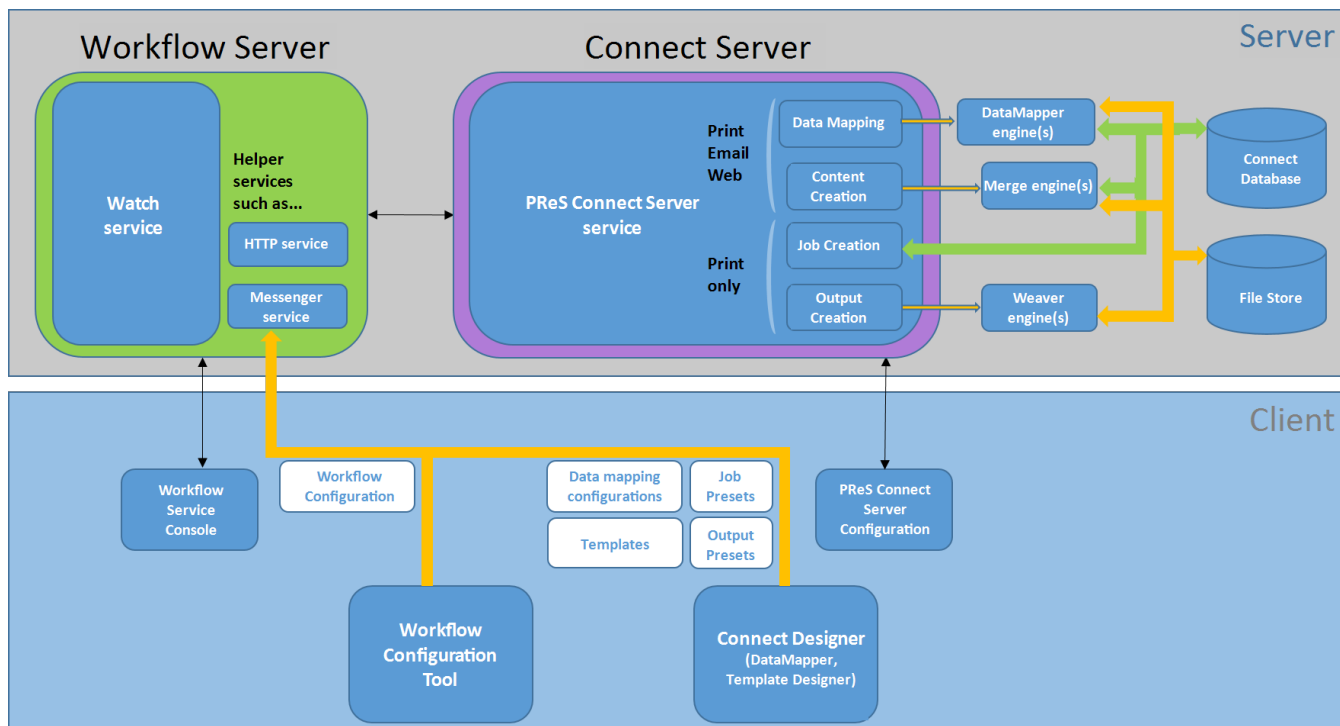 Server
Workflow Server
Connect Server
Watch
service
Helper
services
such as...
HTTP service
Messenger
service
PReS Connect Server
service
Print
Email
Web
Print
only
Data Mapping
Content
Creation
Job Creation
Output
Creation
DataMapper
engine(s)
Merge engine(s)
Weaver
engine(s)
Connect
Database
File Store
Client
Workflow
Service
Console
Workflow
Configuration
Data mapping
configurations
Job
Presets
Templates
Output
Presets
PReS Connect
Server
Configuration
Workflow
Configuration
Tool
Connect Designer
(DataMapper,
Template Designer)